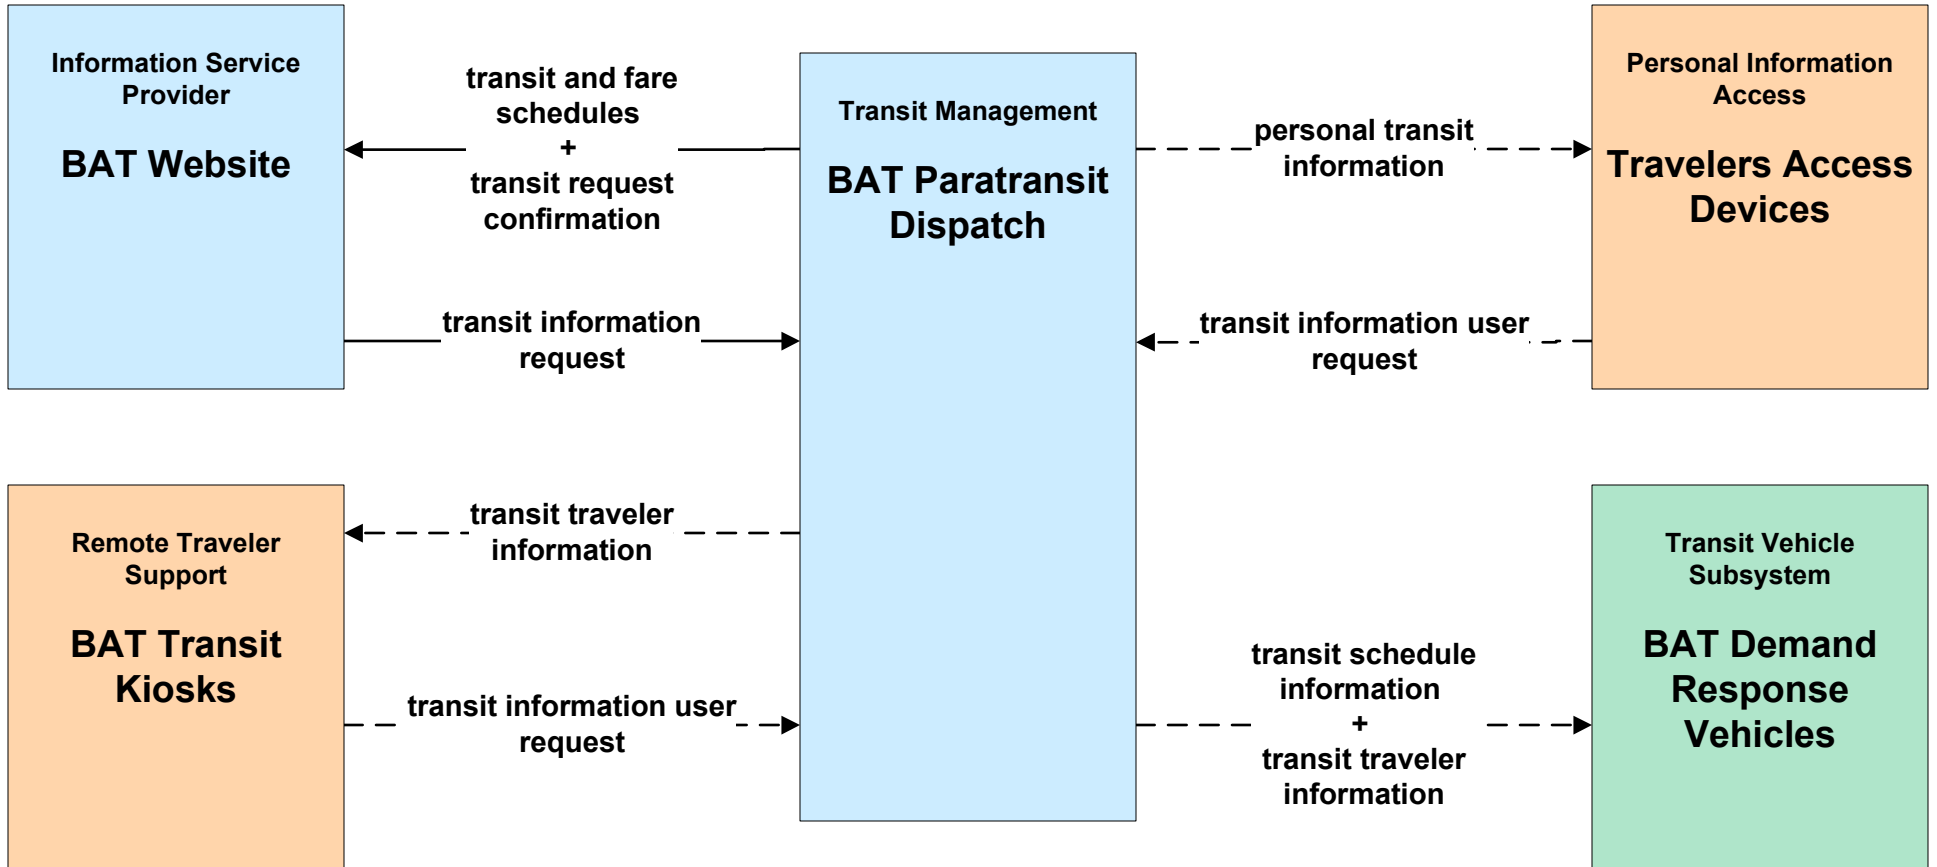 Information Service
Provider
BAT Website
transit and fare
schedules
+
transit request
confirmation
transit information
request
Transit Management
BAT Paratransit
Dispatch
personal transit
information
transit information user
request
Personal Information
Access
Travelers Access
Devices
Remote Traveler
Support
BAT Transit
Kiosks
transit traveler
information
transit information user
request
transit schedule
information
+
transit traveler
information
Transit Vehicle
Subsystem
BAT Demand
Response
Vehicles